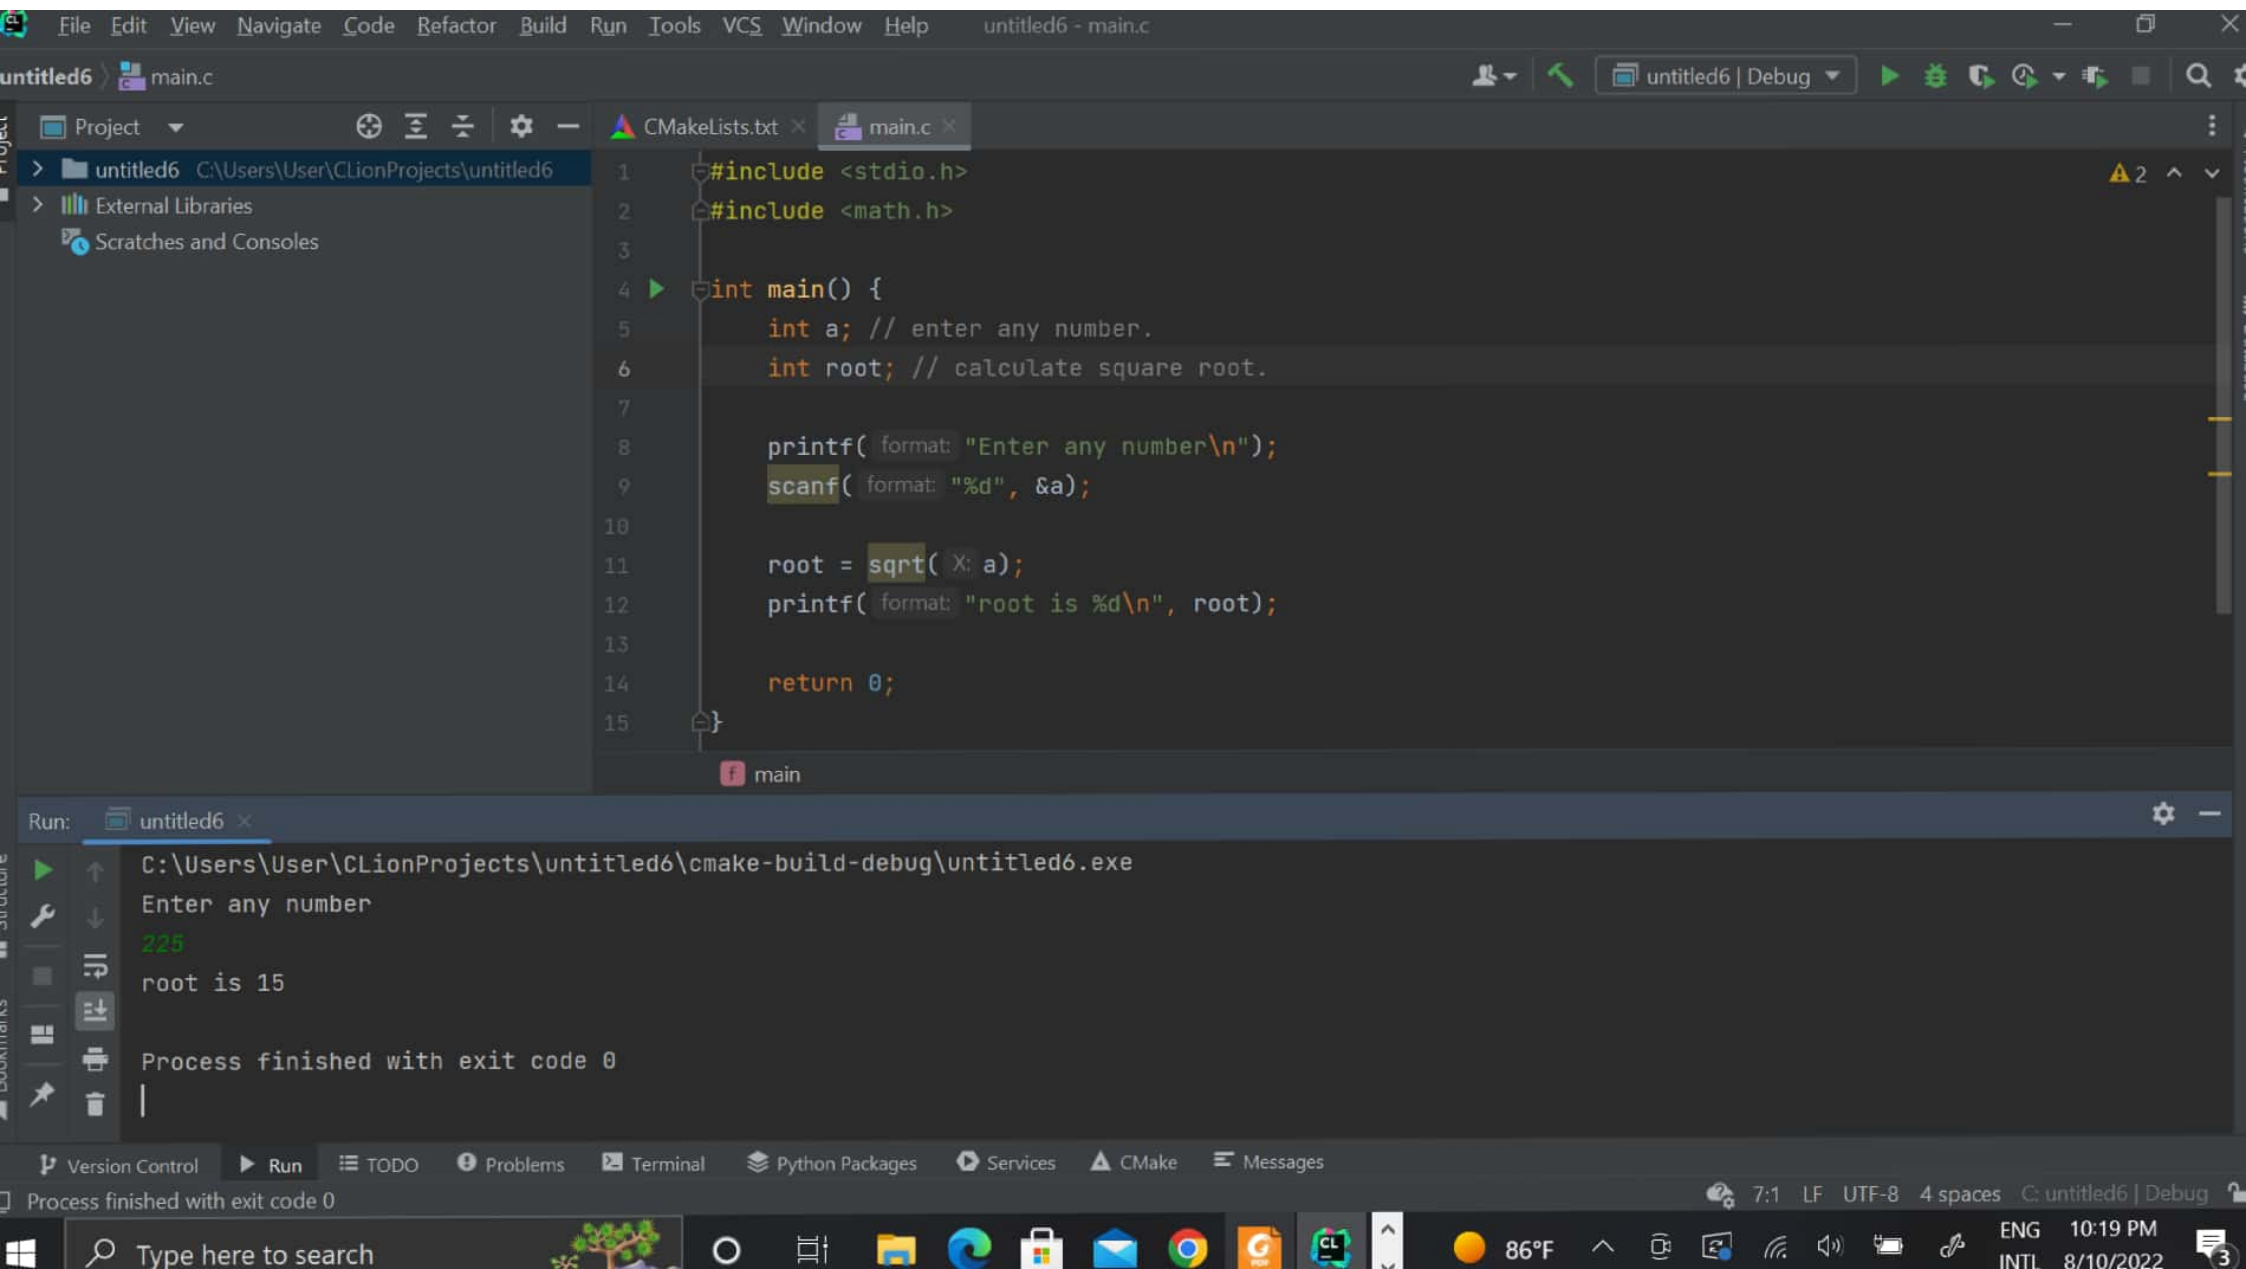 File Edit View Navigate Code Refactor Build Run Tools VCS Window Help untitled6 - main.c
untitled6 main.c untitled6 | Debug
Project CMakeLists.txt main.c
untitled6 C:\Users\User\CLionProjects\untitled6
External Libraries
Scratches and Consoles
2
1 #include <stdio.h>
2 #include <math.h>
3
4 int main() {
5 int a; // enter any number.
6 int root; // calculate square root.
7
8 printf( format: "Enter any number\n");
9 scanf( format: "%d", &a);
10
11 root = sqrt( X: a);
12 printf( format: "root is %d\n", root);
13
14 return 0;
15 }
f main
Run: untitled6
C:\Users\User\CLionProjects\untitled6\cmake-build-debug\untitled6.exe
Enter any number
225
root is 15
Process finished with exit code 0
Version Control Run TODO Problems Terminal Python Packages Services CMake Messages
Process finished with exit code 0 7:1 LF UTF-8 4 spaces C: untitled6 | Debug
Type here to search 86°F ENG 10:19 PM
INTL 8/10/2022 3